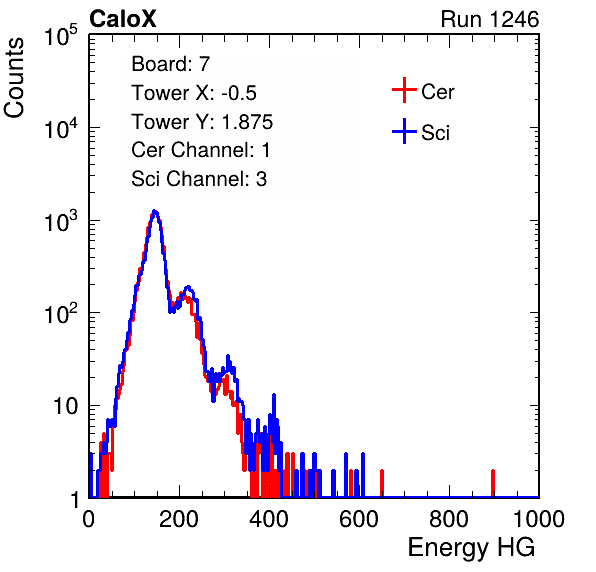 CaloX Run 1246
Counts
Board: 7
Tower X: -0.5
Tower Y: 1.875
Cer Channel: 1
Sci Channel: 3
Cer
Sci
10^5
10^4
10^3
10^2
10
1
0 200 400 600 800 1000
Energy HG